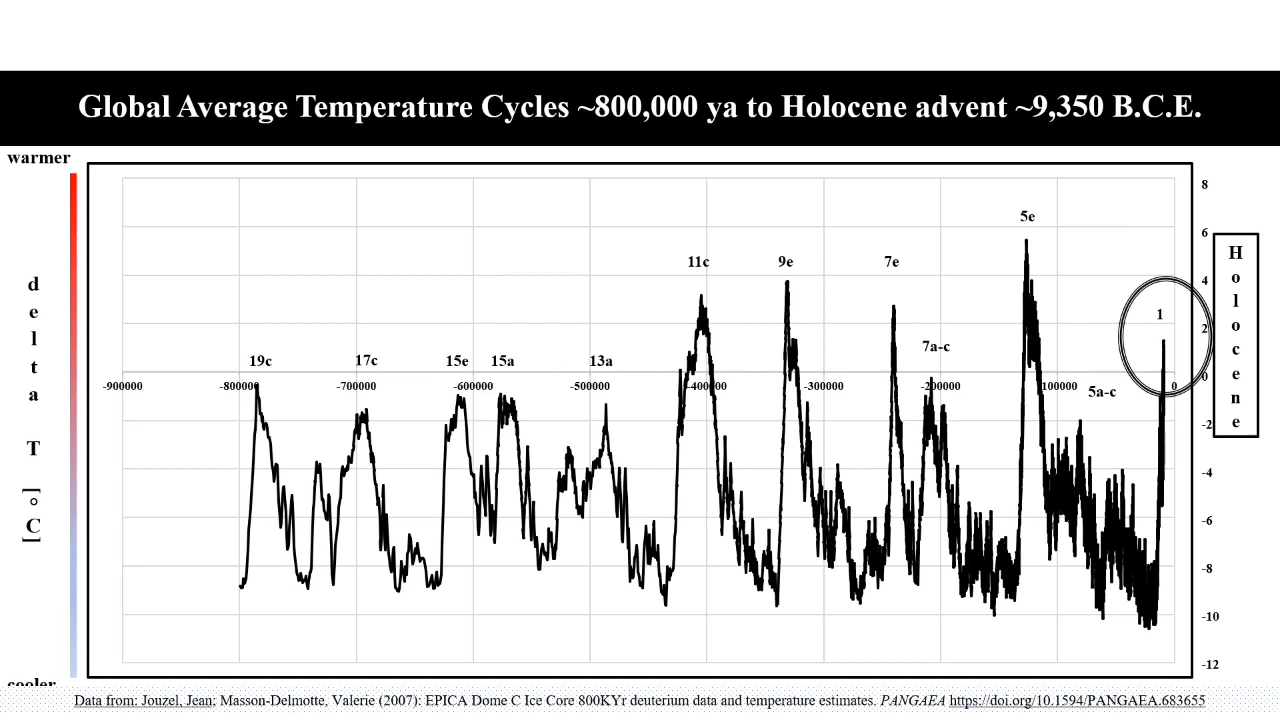 Global Average Temperature Cycles ~800,000 ya to Holocene advent ~9,350 B.C.E.
warmer
delta T [°C]
8
6
4
2
0
-2
-4
-6
-8
-10
-12
Holocene
5e
11c
9e
7e
1
7a-c
19c
17c
15e
15a
13a
5a-c
-900000
-800000
-700000
-600000
-500000
-400000
-300000
-200000
-100000
0
cooler
Data from: Jouzel, Jean; Masson-Delmotte, Valerie (2007): EPICA Dome C Ice Core 800KYr deuterium data and temperature estimates. PANGAEA https://doi.org/10.1594/PANGAEA.683655